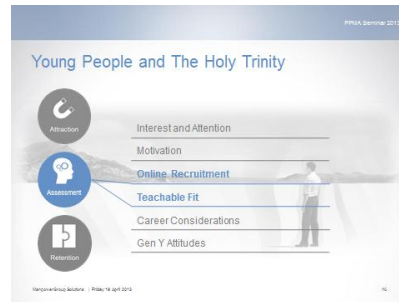 PPMA Seminar 2013
Young People and The Holy Trinity
Attraction
Interest and Attention
Motivation
Online Recruitment
Assessment
Teachable Fit
Career Considerations
Gen Y Attitudes
Retention
ManpowerGroup Solutions | Friday, 19 April 2013